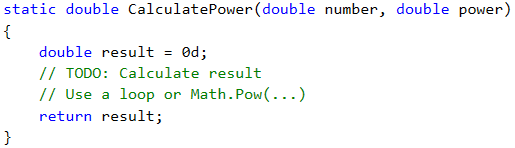 static double CalculatePower(double number, double power)
{
    double result = 0d;
    // TODO: Calculate result
    // Use a loop or Math.Pow(...)
    return result;
}